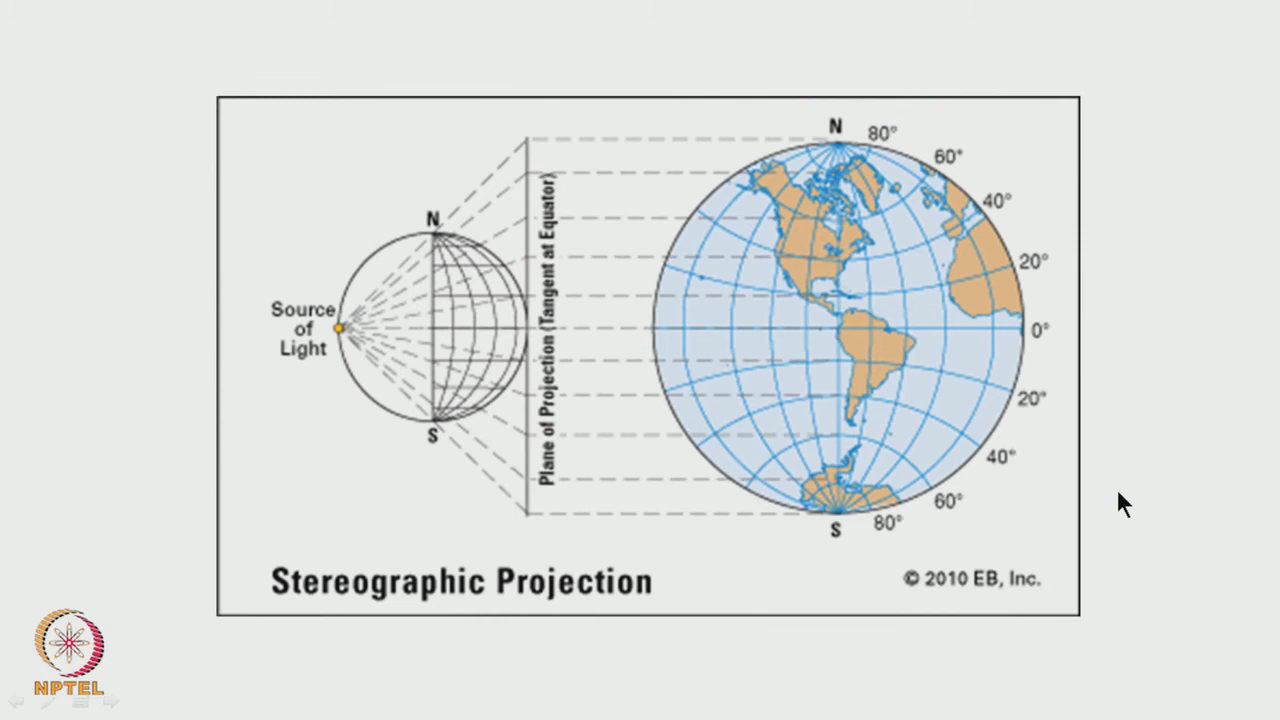 N
80°
60°
40°
20°
0°
20°
40°
60°
80°
S
N
Source
of
Light
S
Plane of Projection (Tangent at Equator)
Stereographic Projection
© 2010 EB, Inc.
NPTEL